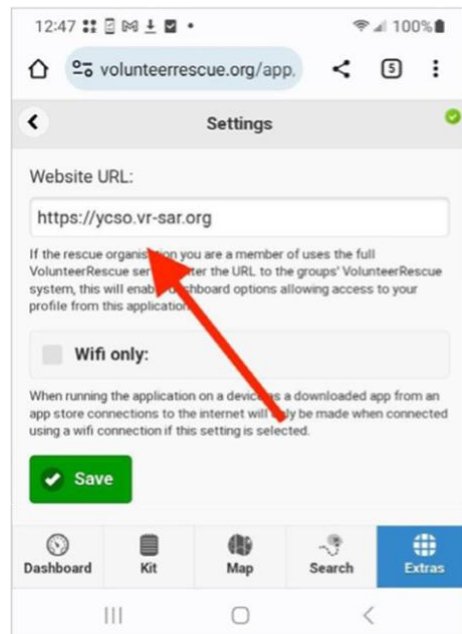 12:47
100%
volunteerrescue.org/app.
5
Settings
Website URL:
https://ycso.vr-sar.org
If the rescue organisation you are a member of uses the full
VolunteerRescue ser ter the URL to the groups' VolunteerRescue
system, this will enable dashboard options allowing access to your
profile from this application
Wifi only:
When running the application on a device as a downloaded app from an
app store connections to the internet will only be made when connected
using a wifi connection if this setting is selected.
Save
Dashboard
Kit
Map
Search
Extras